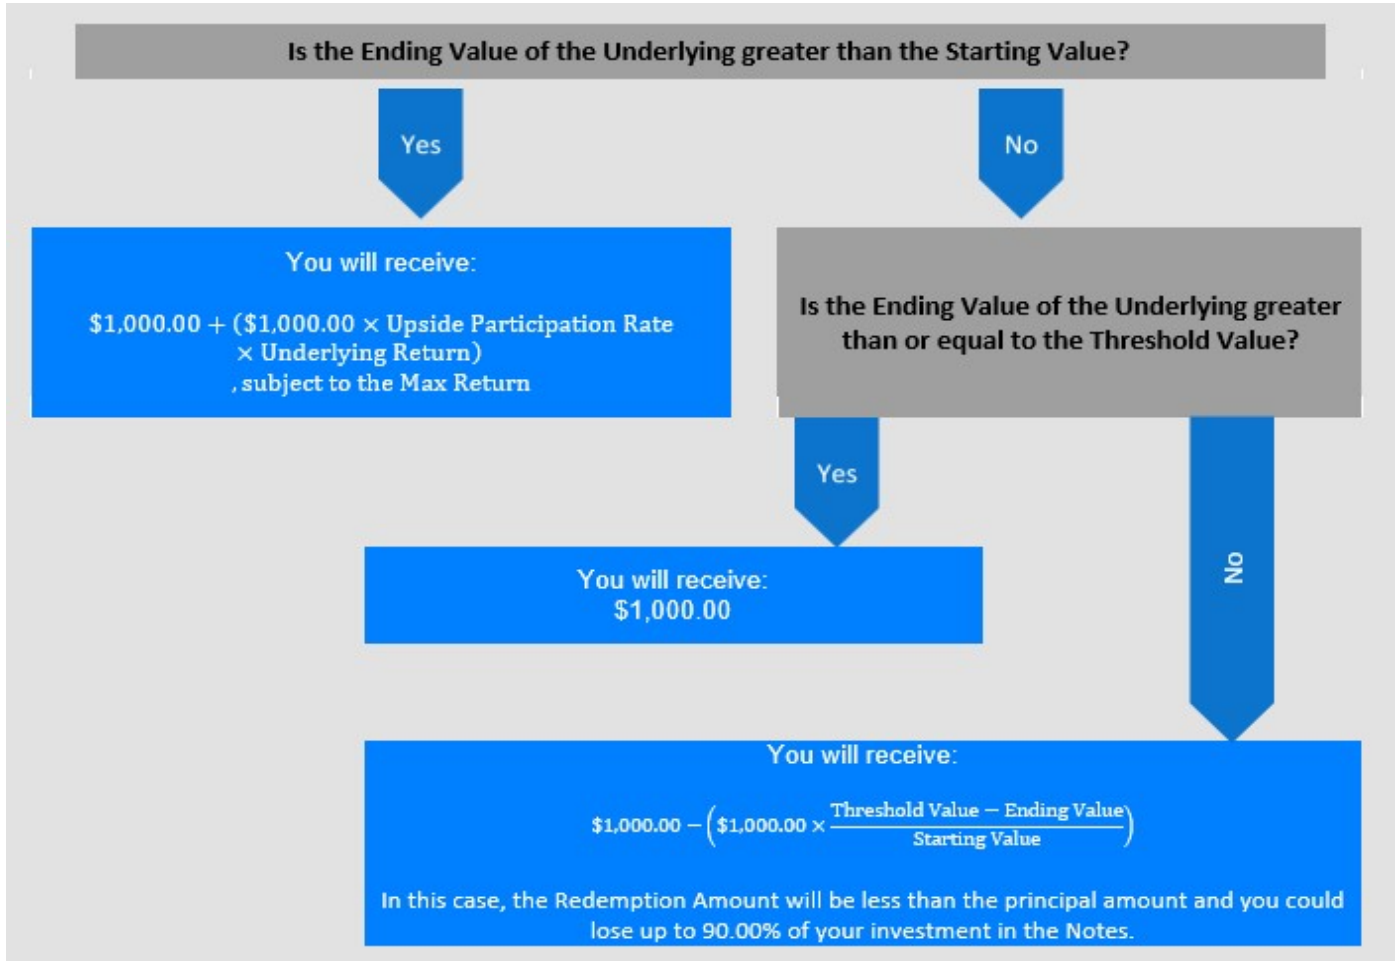 Is the Ending Value of the Underlying greater than the Starting Value?
Yes
No
You will receive:
$1,000.00 + ($1,000.00 × Upside Participation Rate
× Underlying Return)
, subject to the Max Return
Is the Ending Value of the Underlying greater
than or equal to the Threshold Value?
Yes
No
You will receive:
$1,000.00
You will receive:
$1,000.00 − ($1,000.00 × (Threshold Value − Ending Value) / Starting Value)
In this case, the Redemption Amount will be less than the principal amount and you could
lose up to 90.00% of your investment in the Notes.